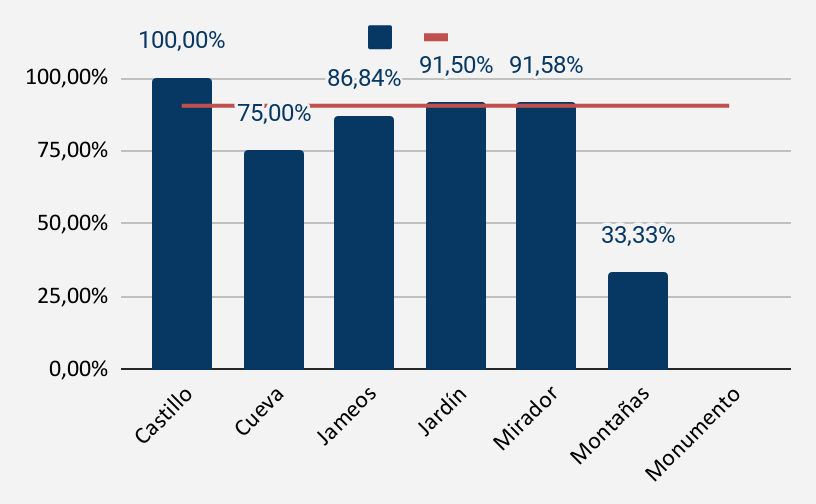 100,00%
75,00%
86,84%
91,50%
91,58%
33,33%
100,00%
75,00%
50,00%
25,00%
0,00%
Castillo
Cueva
Jameos
Jardín
Mirador
Montañas
Monumento